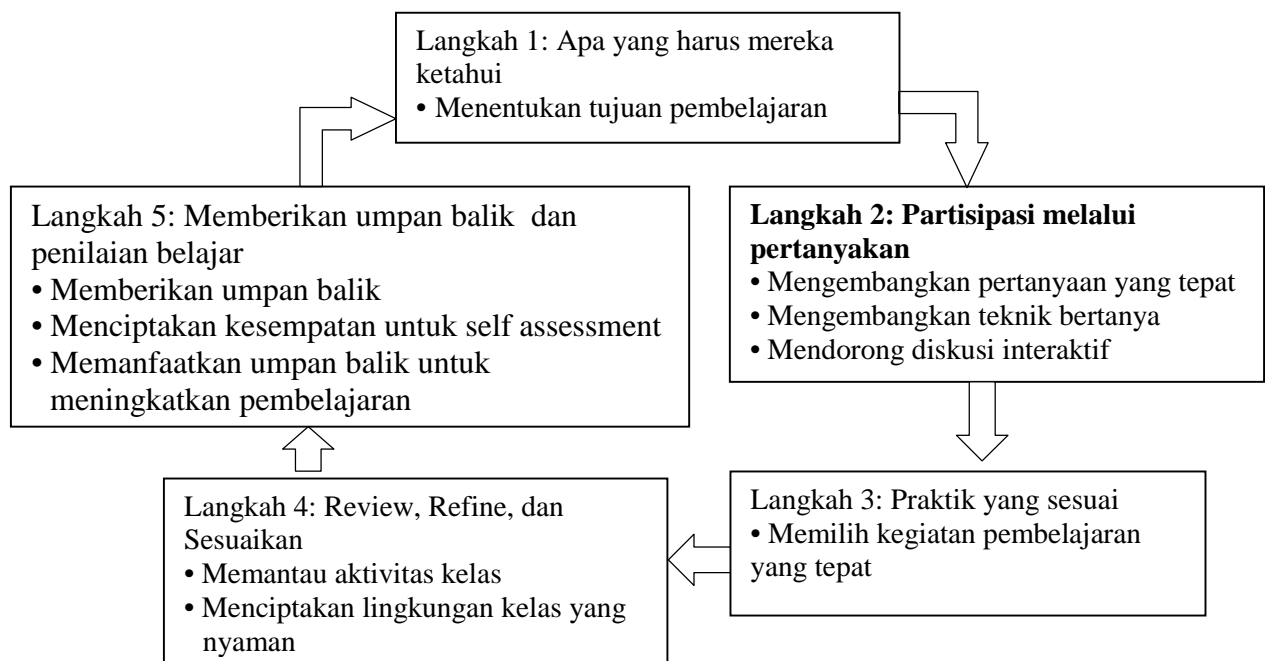 Langkah 1: Apa yang harus mereka
ketahui
• Menentukan tujuan pembelajaran
Langkah 2: Partisipasi melalui
pertanyakan
• Mengembangkan pertanyaan yang tepat
• Mengembangkan teknik bertanya
• Mendorong diskusi interaktif
Langkah 3: Praktik yang sesuai
• Memilih kegiatan pembelajaran
yang tepat
Langkah 4: Review, Refine, dan
Sesuaikan
• Memantau aktivitas kelas
• Menciptakan lingkungan kelas yang
nyaman
Langkah 5: Memberikan umpan balik dan
penilaian belajar
• Memberikan umpan balik
• Menciptakan kesempatan untuk self assessment
• Memanfaatkan umpan balik untuk
meningkatkan pembelajaran